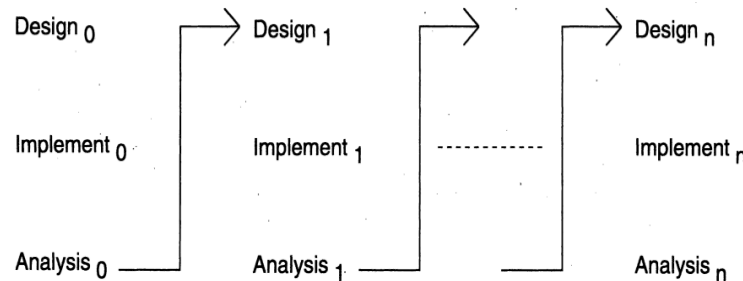 Design 0 Design 1 Design n
Implement 0 Implement 1 Implement n
Analysis 0 Analysis 1 Analysis n